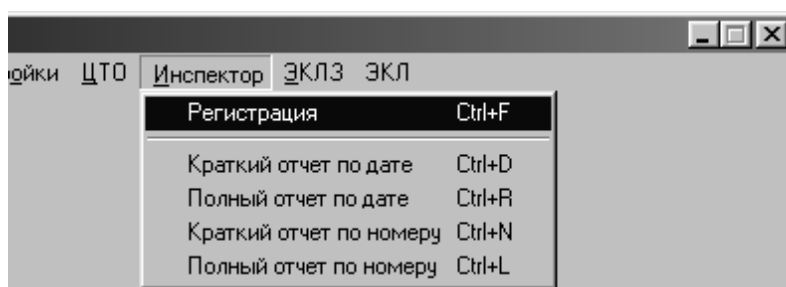 ройки ЦТО Инспектор ЭКЛЗ ЭКЛ
Регистрация Ctrl+F
Краткий отчет по дате Ctrl+D
Полный отчет по дате Ctrl+R
Краткий отчет по номеру Ctrl+N
Полный отчет по номеру Ctrl+L